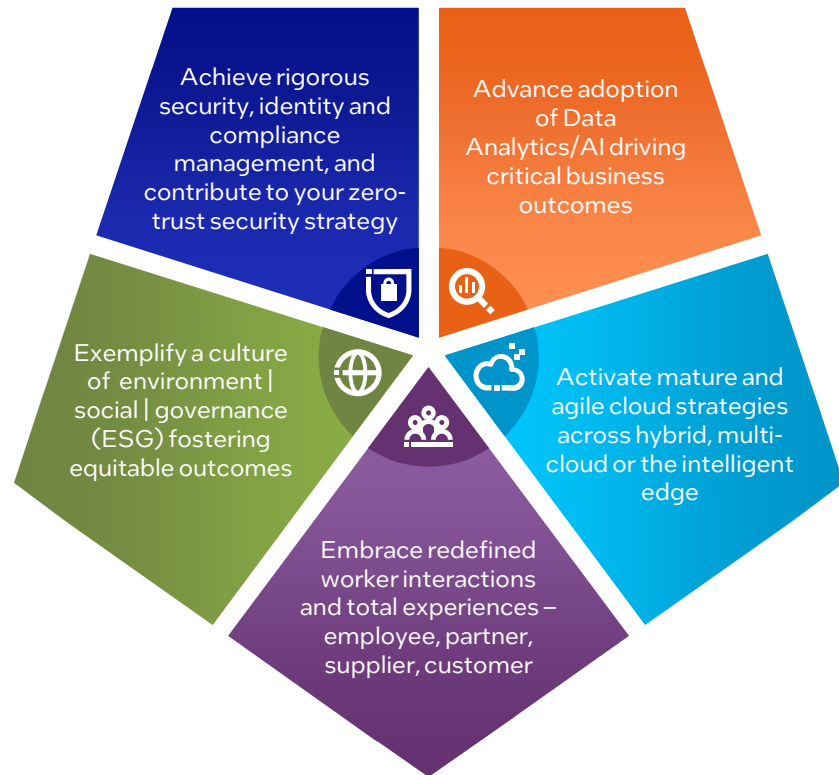 Achieve rigorous
security, identity and
compliance
management, and
contribute to your zero-
trust security strategy
Advance adoption
of Data
Analytics/AI driving
critical business
outcomes
Exemplify a culture
of environment |
social | governance
(ESG) fostering
equitable outcomes
Activate mature and
agile cloud strategies
across hybrid, multi-
cloud or the intelligent
edge
Embrace redefined
worker interactions
and total experiences –
employee, partner,
supplier, customer